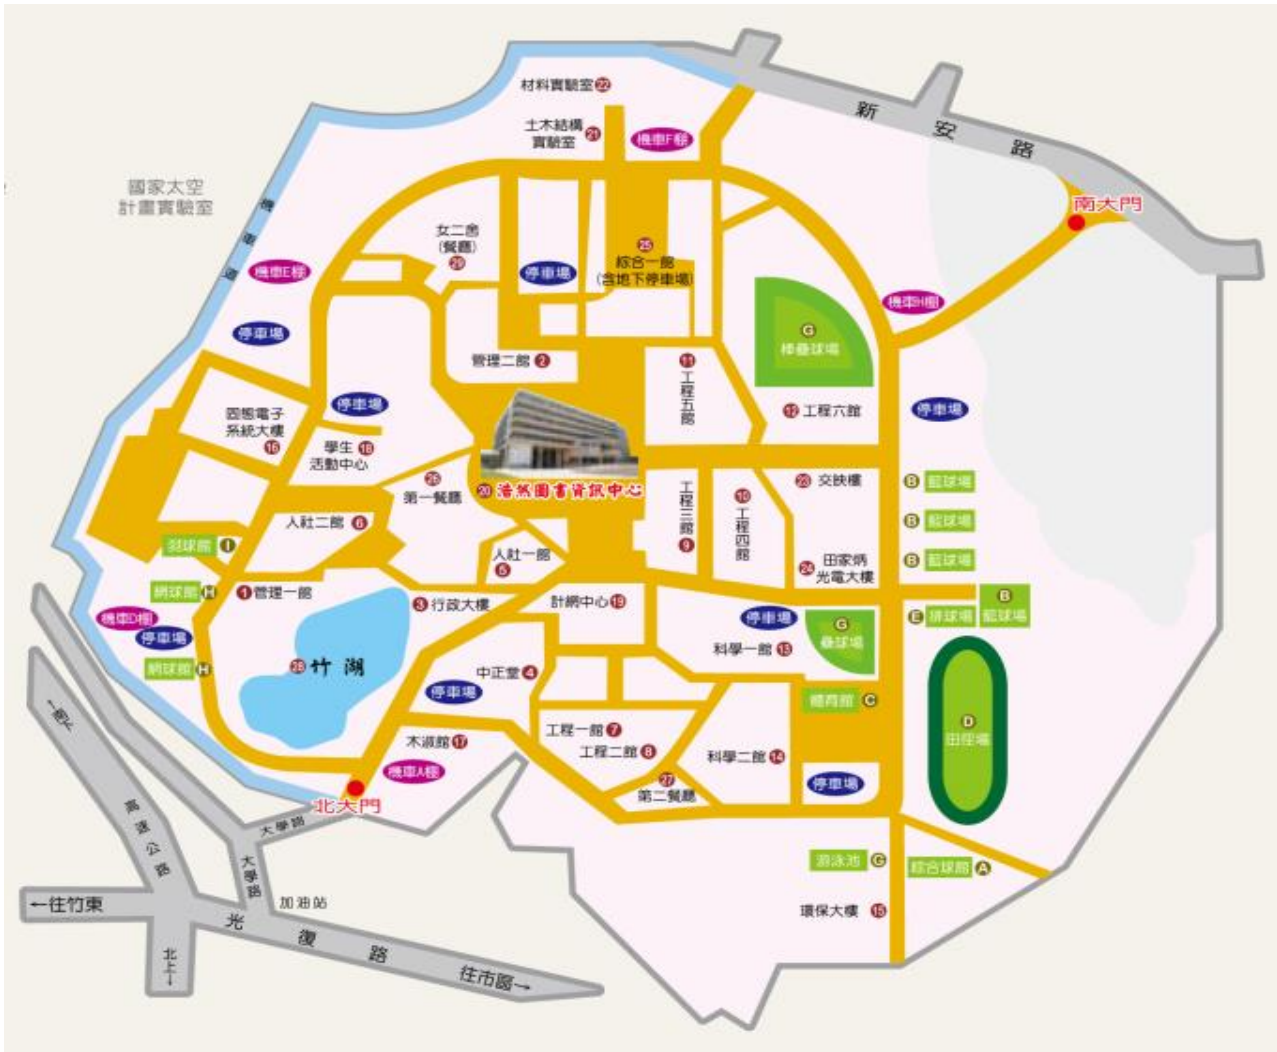 材料實驗室 22
土木結構
實驗室 21
機車F棚
新安路
國家太空
計畫實驗室
機車道
南大門
女二舍
(餐廳)
29
機車E棚
停車場
25
綜合一館
(含地下停車場)
機車H棚
停車場
G
棒壘球場
管理二館 2
11
工程五館
停車場
12 工程六館
停車場
固態電子
系統大樓
16
學生 18
活動中心
26
第一餐廳
20 浩然圖書資訊中心
工程三館
9
10
工程四館
23 交映樓
B 籃球場
B 籃球場
B 籃球場
人社二館 6
羽球館 I
人社一館
5
田家炳
24 光電大樓
網球館 H
1 管理一館
3 行政大樓
計網中心 19
停車場
G
壘球場
E 排球場
B
籃球場
機車D棚
停車場
網球館 H
28 竹湖
中正堂 4
科學一館 13
停車場
C
木淑館 17
機車A棚
工程一館 7
工程二館 8
科學二館 14
27
第二餐廳
停車場
D
田徑場
北大門
大學路
大學路
高速公路
加油站
←往竹東
北上→
光復路
往市區→
游泳池 G
綜合球館 A
環保大樓 15